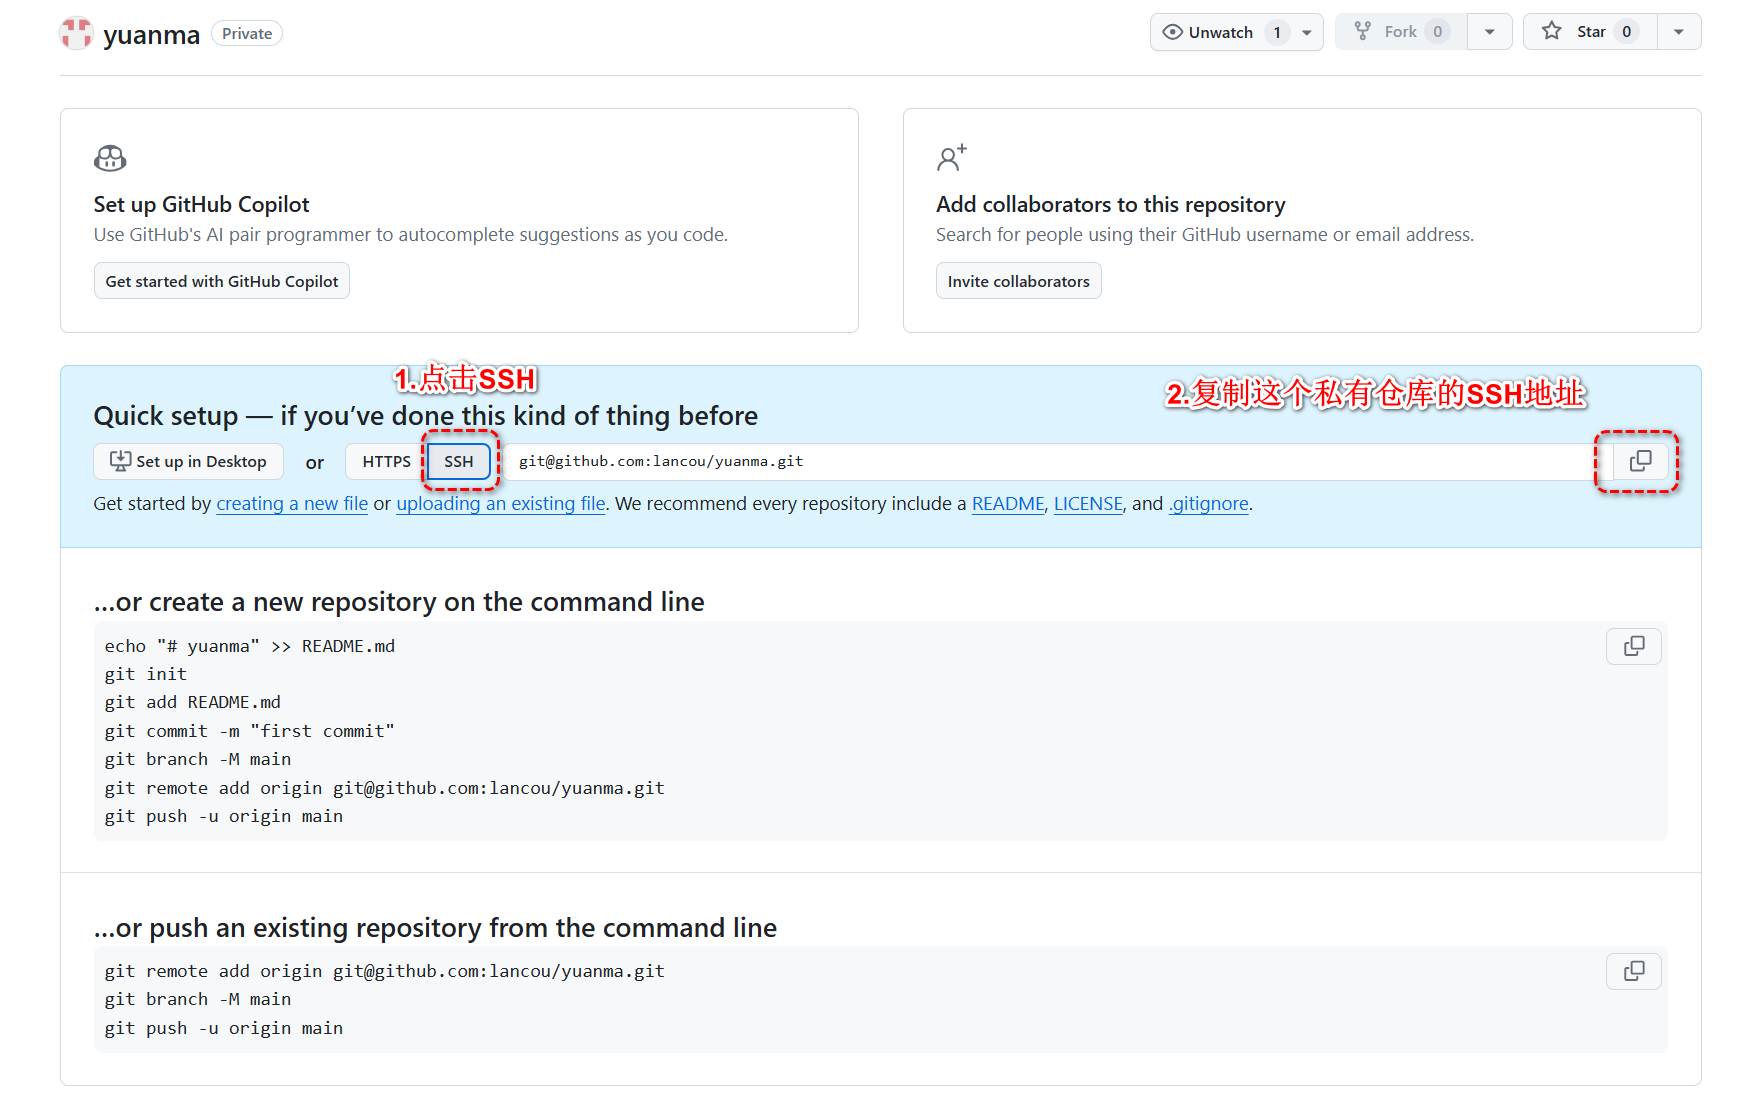 yuanma Private
Unwatch 1
Fork 0
Star 0
Set up GitHub Copilot
Use GitHub's AI pair programmer to autocomplete suggestions as you code.
Get started with GitHub Copilot
Add collaborators to this repository
Search for people using their GitHub username or email address.
Invite collaborators
1.点击SSH
2.复制这个私有仓库的SSH地址
Quick setup — if you’ve done this kind of thing before
Set up in Desktop or HTTPS SSH git@github.com:lancou/yuanma.git
Get started by creating a new file or uploading an existing file. We recommend every repository include a README, LICENSE, and .gitignore.
…or create a new repository on the command line
echo "# yuanma" >> README.md
git init
git add README.md
git commit -m "first commit"
git branch -M main
git remote add origin git@github.com:lancou/yuanma.git
git push -u origin main
…or push an existing repository from the command line
git remote add origin git@github.com:lancou/yuanma.git
git branch -M main
git push -u origin main